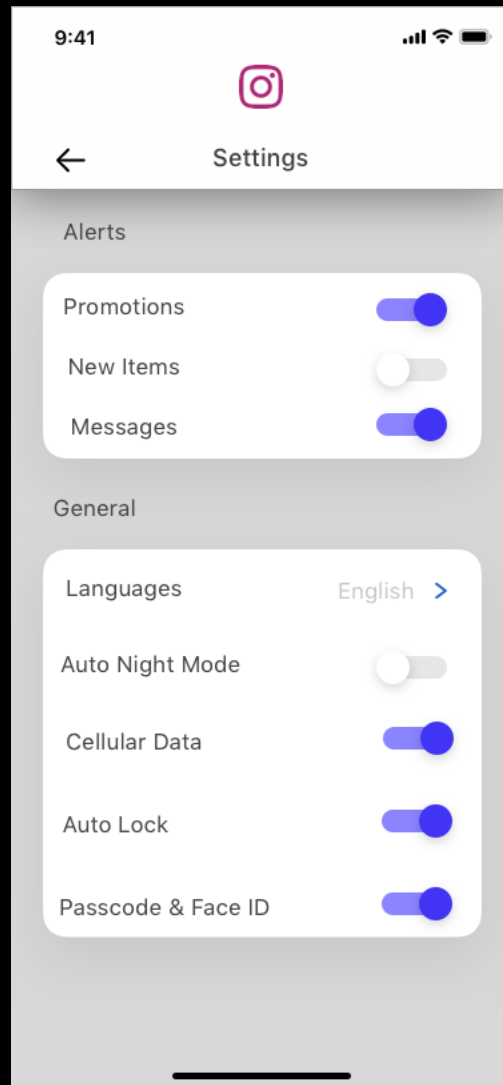 9:41
Settings
Alerts
Promotions
New Items
Messages
General
Languages English
Auto Night Mode
Cellular Data
Auto Lock
Passcode & Face ID